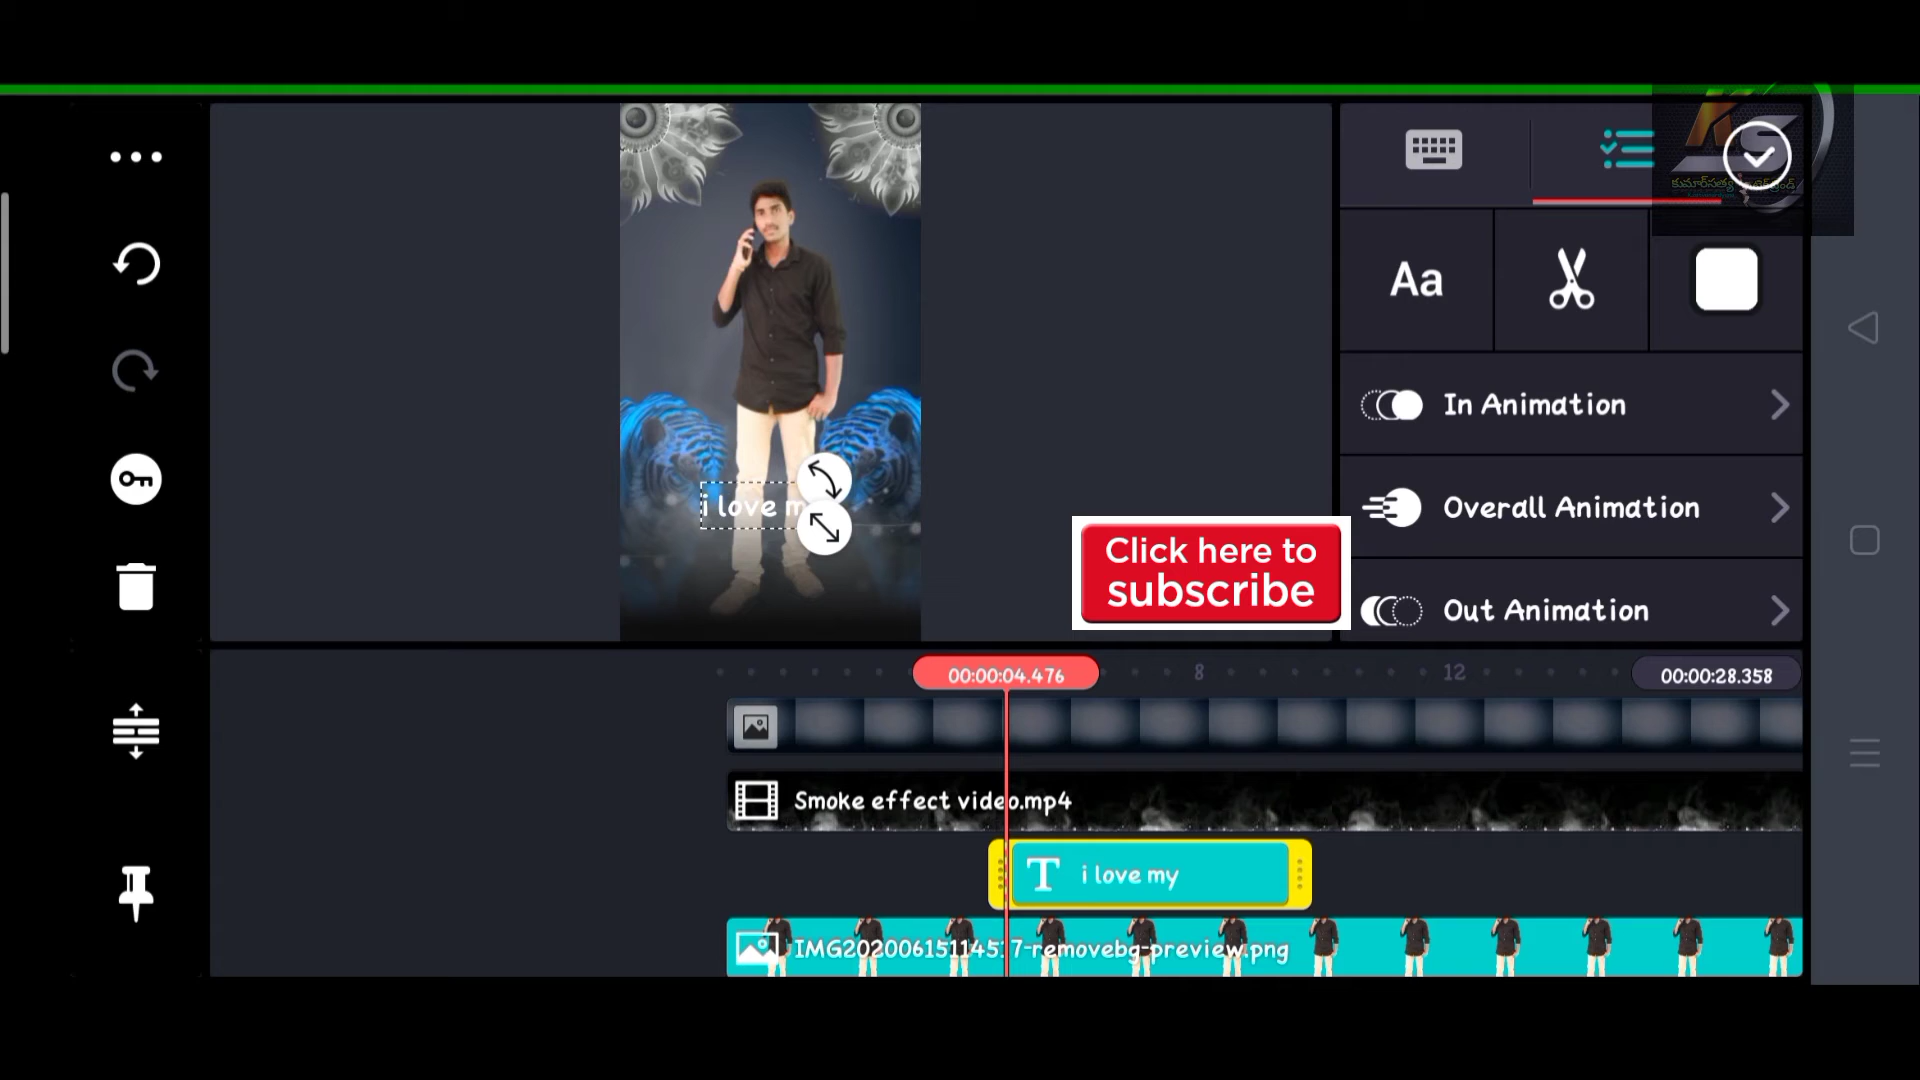 కుమార్‌సత్య
Aa
In Animation
i love m
Overall Animation
Click here to
subscribe
Out Animation
00:00:04.476
8
12
00:00:28.358
Smoke effect video.mp4
T i love my
-removebg-preview.png